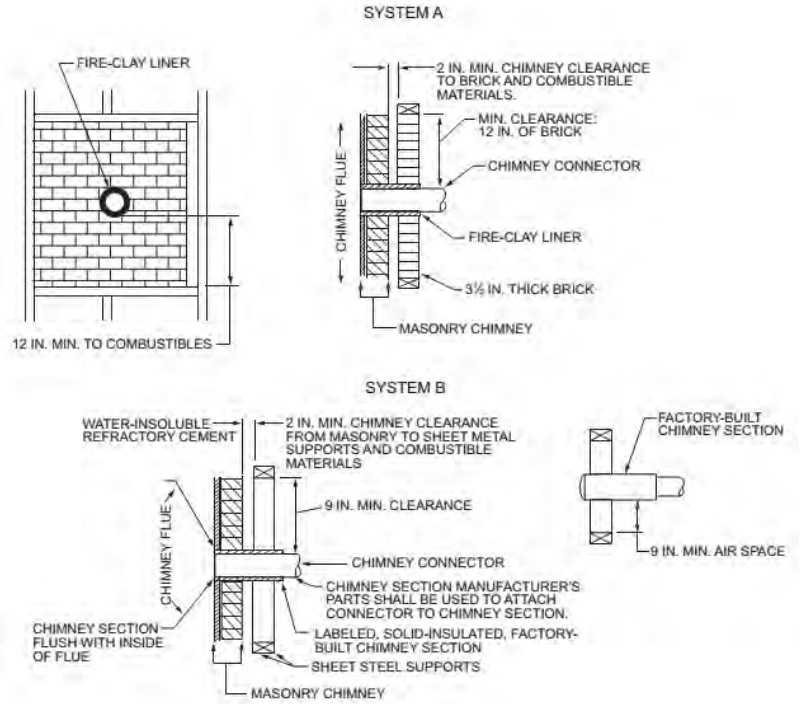 SYSTEM A
FIRE-CLAY LINER
12 IN. MIN. TO COMBUSTIBLES
2 IN. MIN. CHIMNEY CLEARANCE
TO BRICK AND COMBUSTIBLE
MATERIALS.
MIN. CLEARANCE:
12 IN. OF BRICK
CHIMNEY CONNECTOR
CHIMNEY FLUE
FIRE-CLAY LINER
3½ IN. THICK BRICK
MASONRY CHIMNEY
SYSTEM B
WATER-INSOLUBLE
REFRACTORY CEMENT
2 IN. MIN. CHIMNEY CLEARANCE
FROM MASONRY TO SHEET METAL
SUPPORTS AND COMBUSTIBLE
MATERIALS
9 IN. MIN. CLEARANCE
CHIMNEY FLUE
CHIMNEY CONNECTOR
CHIMNEY SECTION MANUFACTURER'S
PARTS SHALL BE USED TO ATTACH
CONNECTOR TO CHIMNEY SECTION.
CHIMNEY SECTION
FLUSH WITH INSIDE
OF FLUE
LABELED, SOLID-INSULATED, FACTORY-
BUILT CHIMNEY SECTION
SHEET STEEL SUPPORTS
MASONRY CHIMNEY
FACTORY-BUILT
CHIMNEY SECTION
9 IN. MIN. AIR SPACE